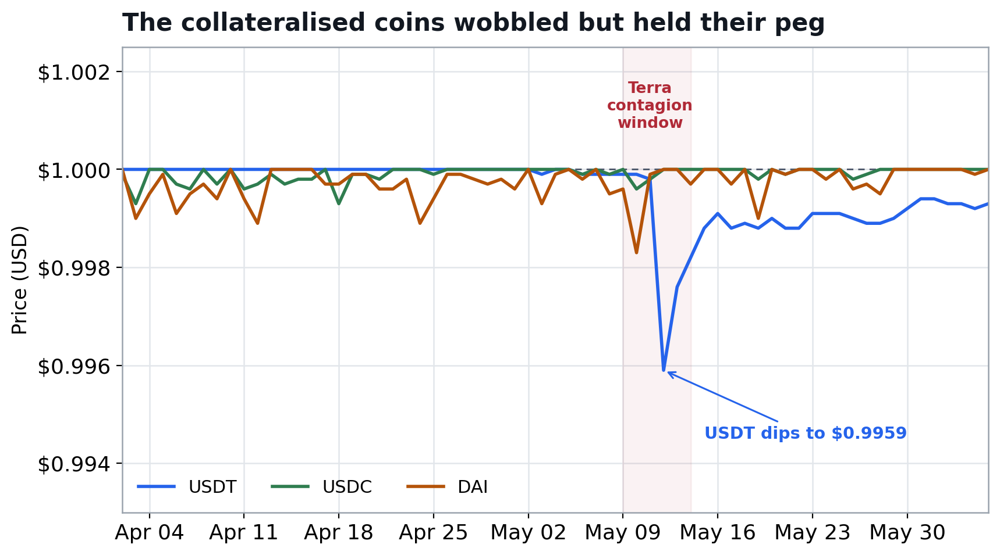 The collateralised coins wobbled but held their peg
$1.002
$1.000
$0.998
$0.996
$0.994
Price (USD)
Terra
contagion
window
USDT dips to $0.9959
USDT USDC DAI
Apr 04 Apr 11 Apr 18 Apr 25 May 02 May 09 May 16 May 23 May 30